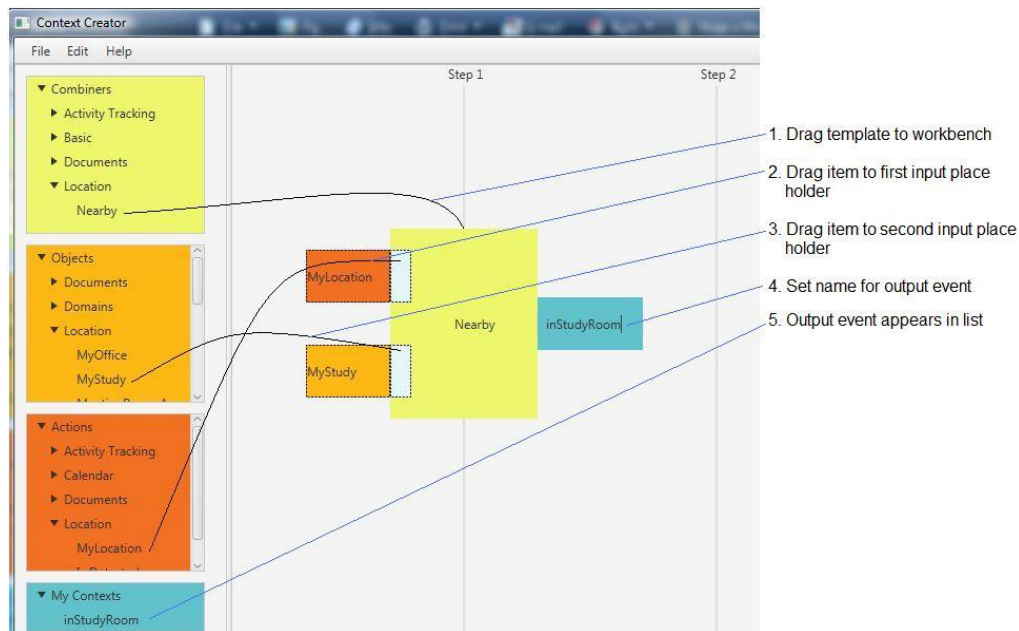 Context Creator
File Edit Help
Step 1
Step 2
Combiners
Activity Tracking
Basic
Documents
Location
Nearby
Objects
Documents
Domains
Location
MyOffice
MyStudy
Actions
Activity Tracking
Calendar
Documents
Location
MyLocation
My Contexts
inStudyRoom
MyLocation
MyStudy
Nearby
inStudyRoom
1. Drag template to workbench
2. Drag item to first input place
holder
3. Drag item to second input place
holder
4. Set name for output event
5. Output event appears in list